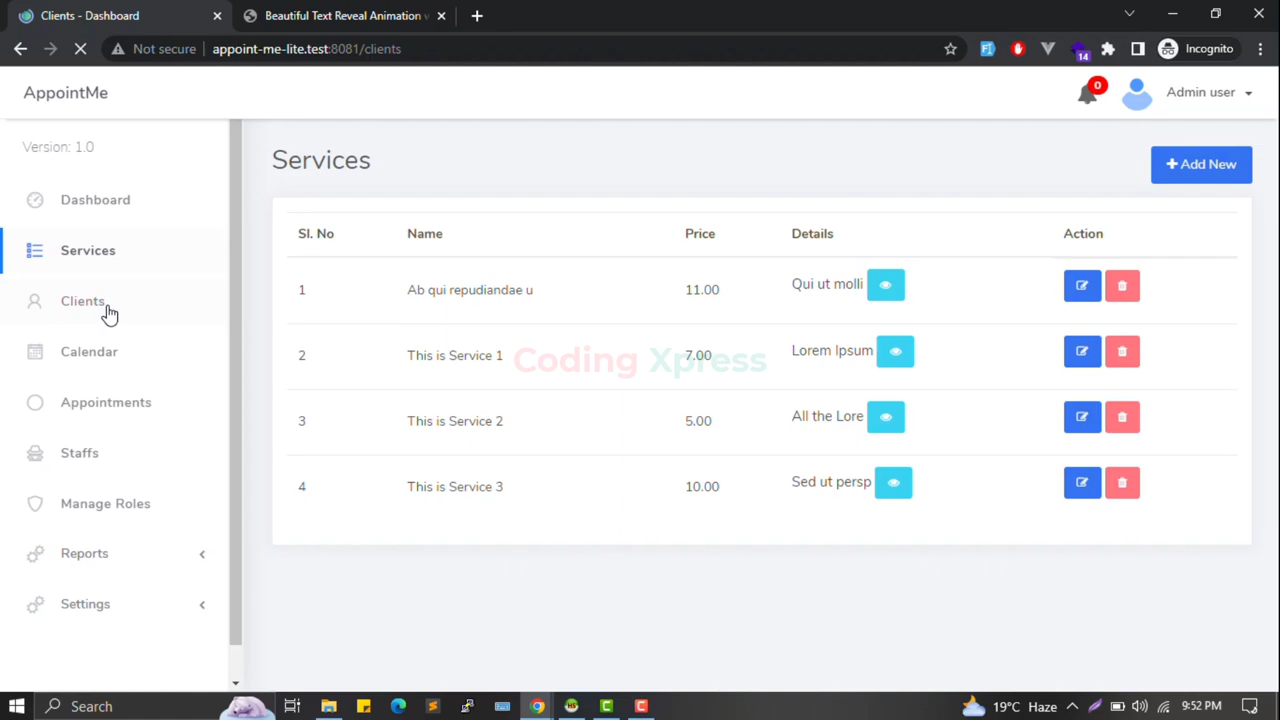 Clients - Dashboard
Beautiful Text Reveal Animation
Not secure
appoint-me-lite.test:8081/clients
14
Incognito
AppointMe
0
Admin user
Version: 1.0
Dashboard
Services
Clients
Calendar
Appointments
Staffs
Manage Roles
Reports
Settings
Services
Add New
Sl. No Name Price Details Action
1 Ab qui repudiandae u 11.00 Qui ut molli
2 This is Service 1 7.00 Lorem Ipsum
3 This is Service 2 5.00 All the Lore
4 This is Service 3 10.00 Sed ut persp
Coding Xpress
Search
19°C Haze
9:52 PM